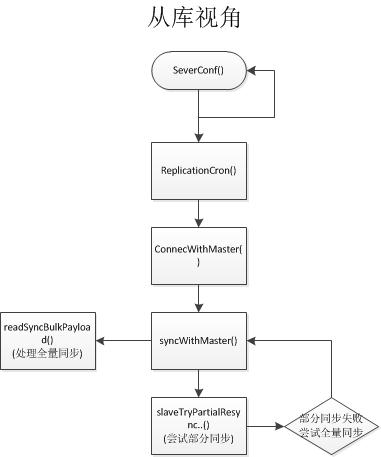 从库视角
SeverConf()
ReplicationCron()
ConnecWithMaster(
)
syncWithMaster()
readSyncBulkPayloa
d()
(处理全量同步)
slaveTryPartialResy
nc..()
(尝试部分同步)
部分同步失败
尝试全量同步